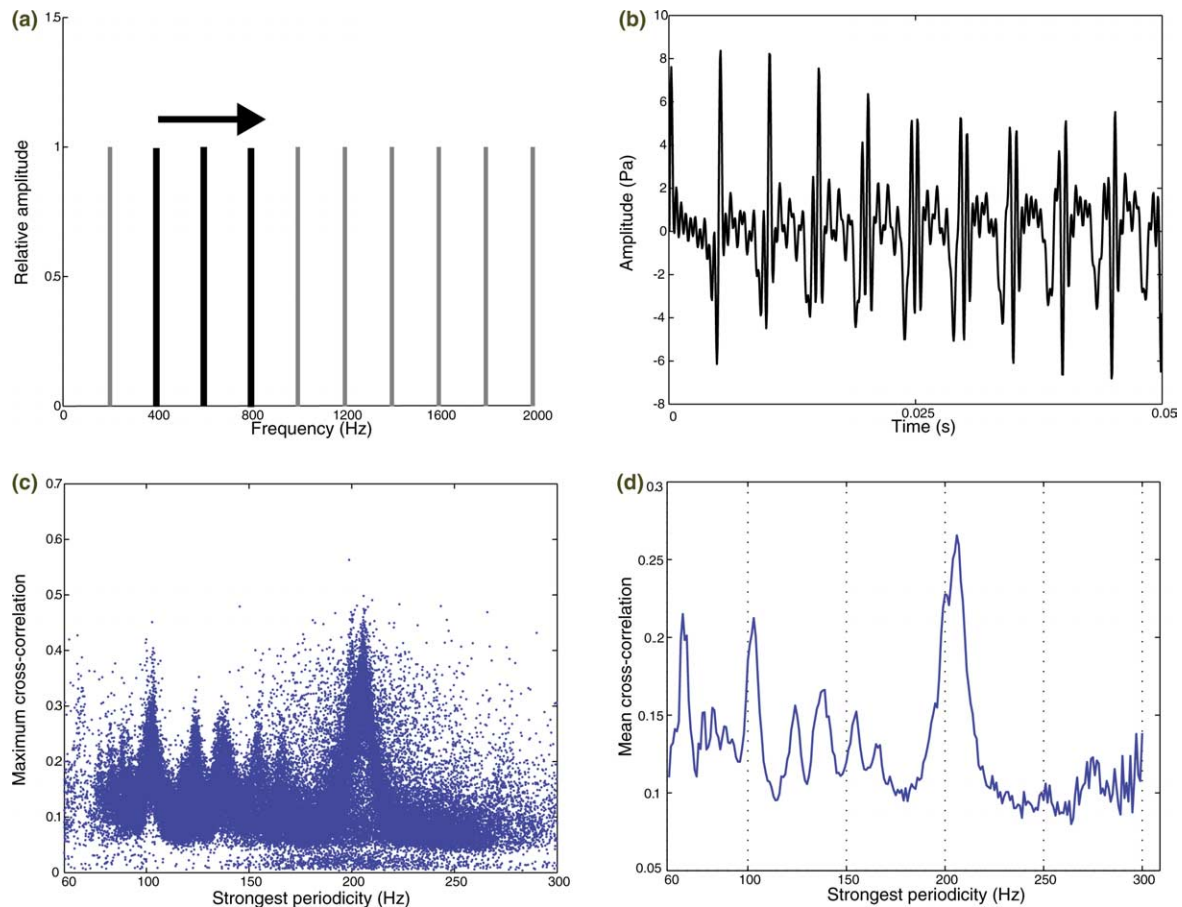 (a)
1.5
1
0.5
0
Relative amplitude
0 400 800 1200 1600 2000
Frequency (Hz)
(b)
10
8
6
4
2
0
-2
-4
-6
-8
Amplitude (Pa)
0 0.025 0.05
Time (s)
(c)
0.7
0.6
0.5
0.4
0.3
0.2
0.1
0
Maximum cross-correlation
60 100 150 200 250 300
Strongest periodicity (Hz)
(d)
0.3
0.25
0.2
0.15
0.1
0.05
Mean cross-correlation
60 100 150 200 250 300
Strongest periodicity (Hz)